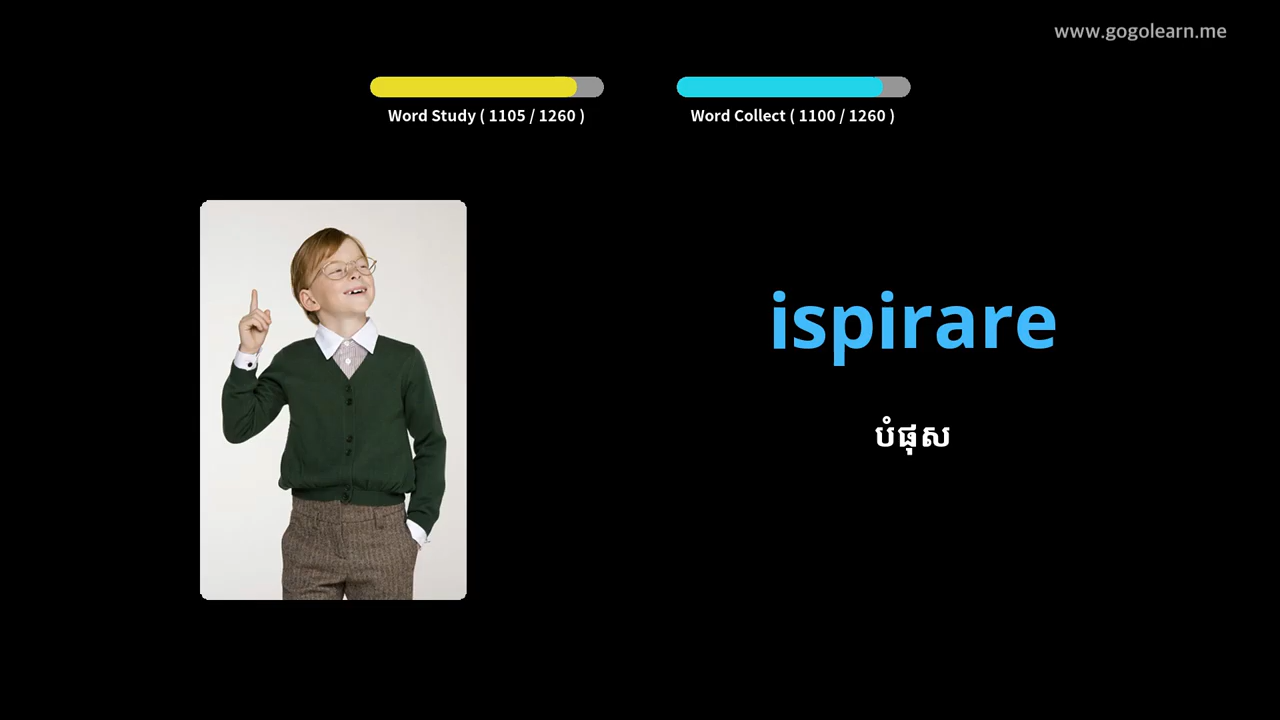 www.gogolearn.me
Word Study ( 1105 / 1260 )
Word Collect ( 1100 / 1260 )
ispirare
បំផុស